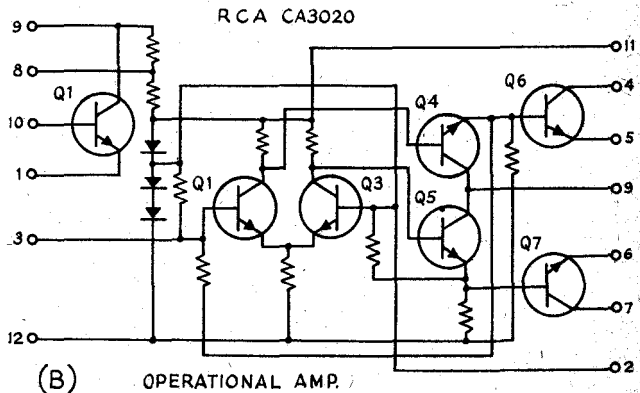 RCA CA3020
9
8
10
1
3
12
Q1
Q1
Q3
Q4
Q5
Q6
Q7
11
4
5
9
6
7
2
(B) OPERATIONAL AMP.